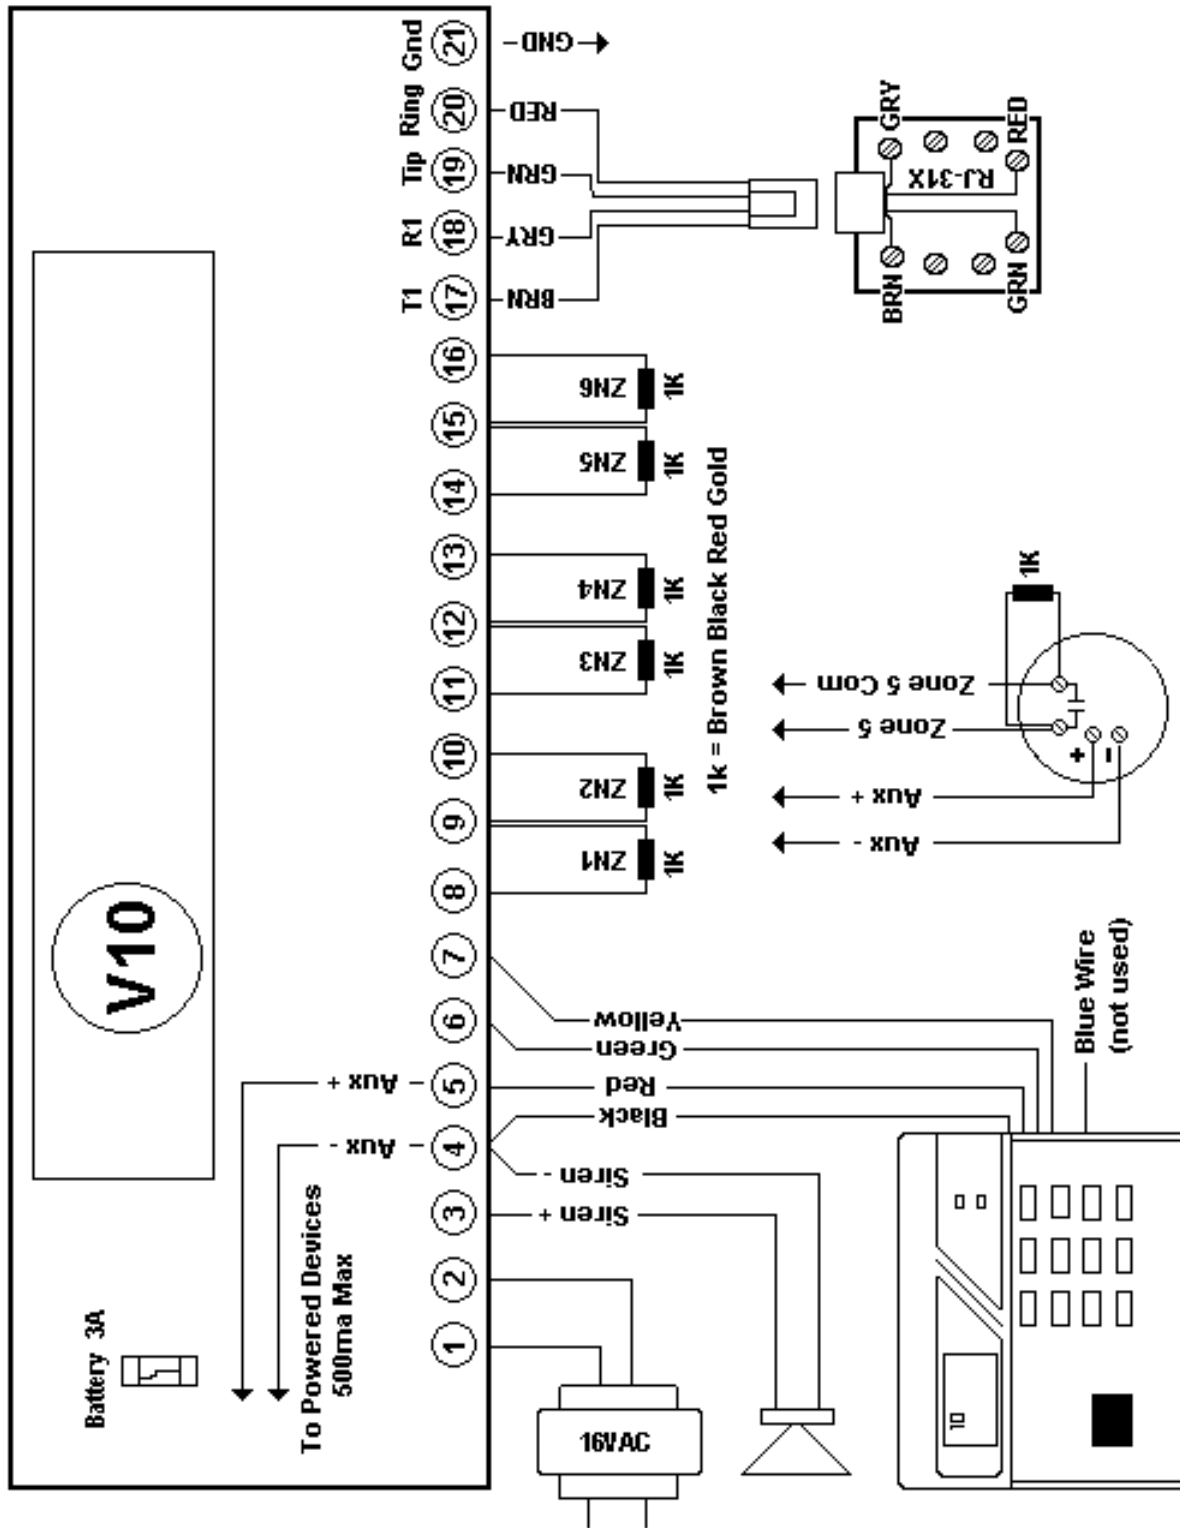 Gnd
21
GND
Ring
20
RED
Tip
19
GRN
R1
18
GRY
T1
17
BRN
GRY
RED
RJ-31X
BRN
GRN
16
ZN6
1K
15
ZN5
1K
14
13
ZN4
1K
12
ZN3
1K
11
10
ZN2
1K
9
ZN1
1K
8
1k = Brown Black Red Gold
1K
Zone 5 Com
Zone 5
Aux +
Aux -
+
-
V10
7
Yellow
6
Green
5
Red
Aux +
4
Black
Aux -
Siren -
3
Siren +
2
1
To Powered Devices
500ma Max
Battery 3A
16VAC
Blue Wire
(not used)
10